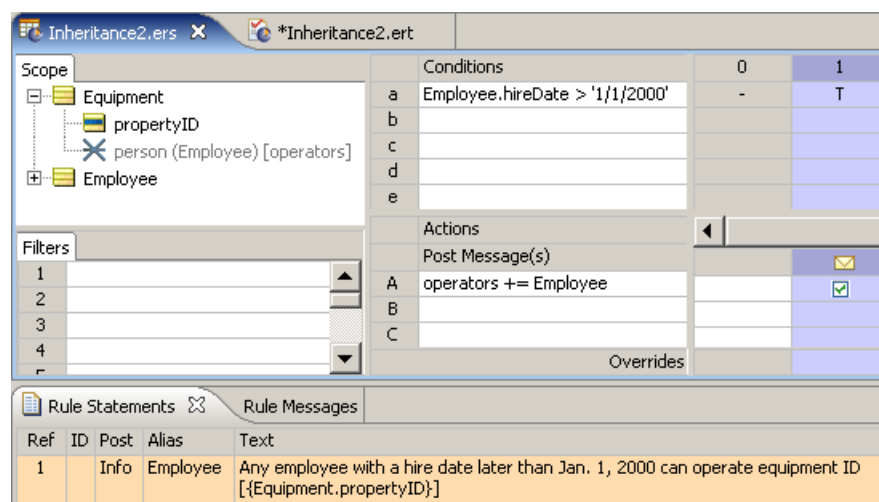 Inheritance2.ers *Inheritance2.ert
Scope
Equipment
propertyID
person (Employee) [operators]
Employee
Filters
1
2
3
4
Conditions 0 1
a Employee.hireDate > '1/1/2000' - T
b
c
d
e
Actions
Post Message(s)
A operators += Employee
B
C
Overrides
Rule Statements Rule Messages
Ref ID Post Alias Text
1 Info Employee Any employee with a hire date later than Jan. 1, 2000 can operate equipment ID
[{Equipment.propertyID}]